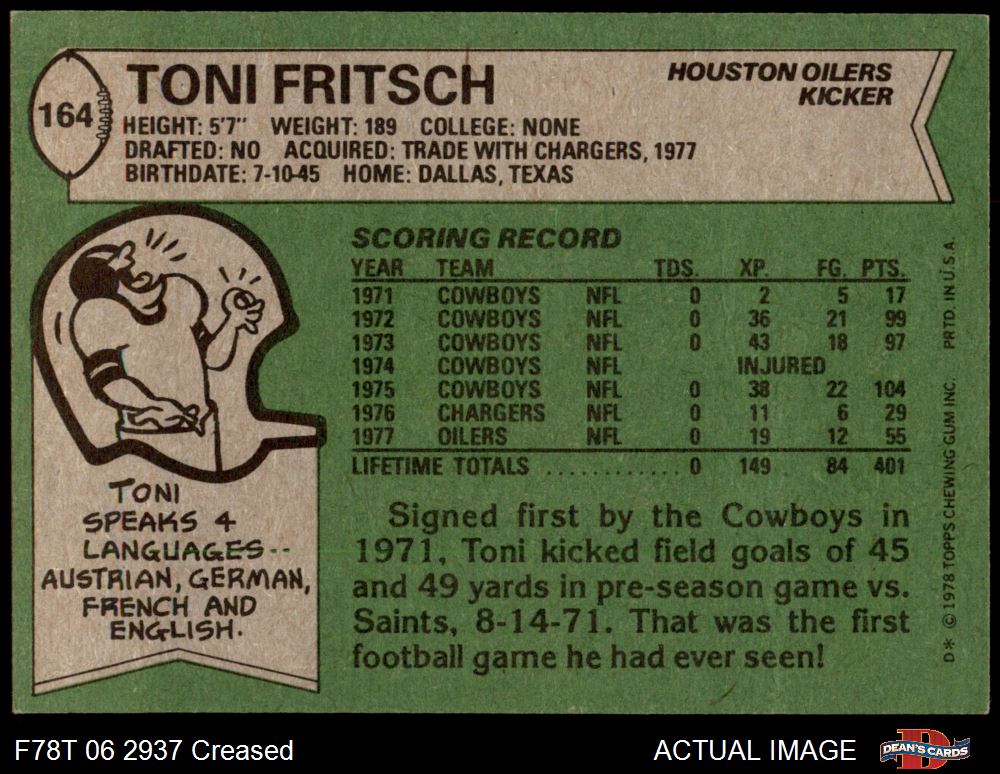 164
TONI FRITSCH
HOUSTON OILERS
KICKER
HEIGHT: 5'7" WEIGHT: 189 COLLEGE: NONE
DRAFTED: NO ACQUIRED: TRADE WITH CHARGERS, 1977
BIRTHDATE: 7-10-45 HOME: DALLAS, TEXAS
SCORING RECORD
YEAR TEAM TDS. XP. FG. PTS.
1971 COWBOYS NFL 0 2 5 17
1972 COWBOYS NFL 0 36 21 99
1973 COWBOYS NFL 0 43 18 97
1974 COWBOYS NFL INJURED
1975 COWBOYS NFL 0 38 22 104
1976 CHARGERS NFL 0 11 6 29
1977 OILERS NFL 0 19 12 55
LIFETIME TOTALS ............ 0 149 84 401
TONI
SPEAKS 4
LANGUAGES--
AUSTRIAN, GERMAN,
FRENCH AND
ENGLISH.
Signed first by the Cowboys in
1971, Toni kicked field goals of 45
and 49 yards in pre-season game vs.
Saints, 8-14-71. That was the first
football game he had ever seen!
D* © 1978 TOPPS CHEWING GUM INC. PRTD. IN U.S.A.
F78T 06 2937 Creased
ACTUAL IMAGE
DEAN'S CARDS